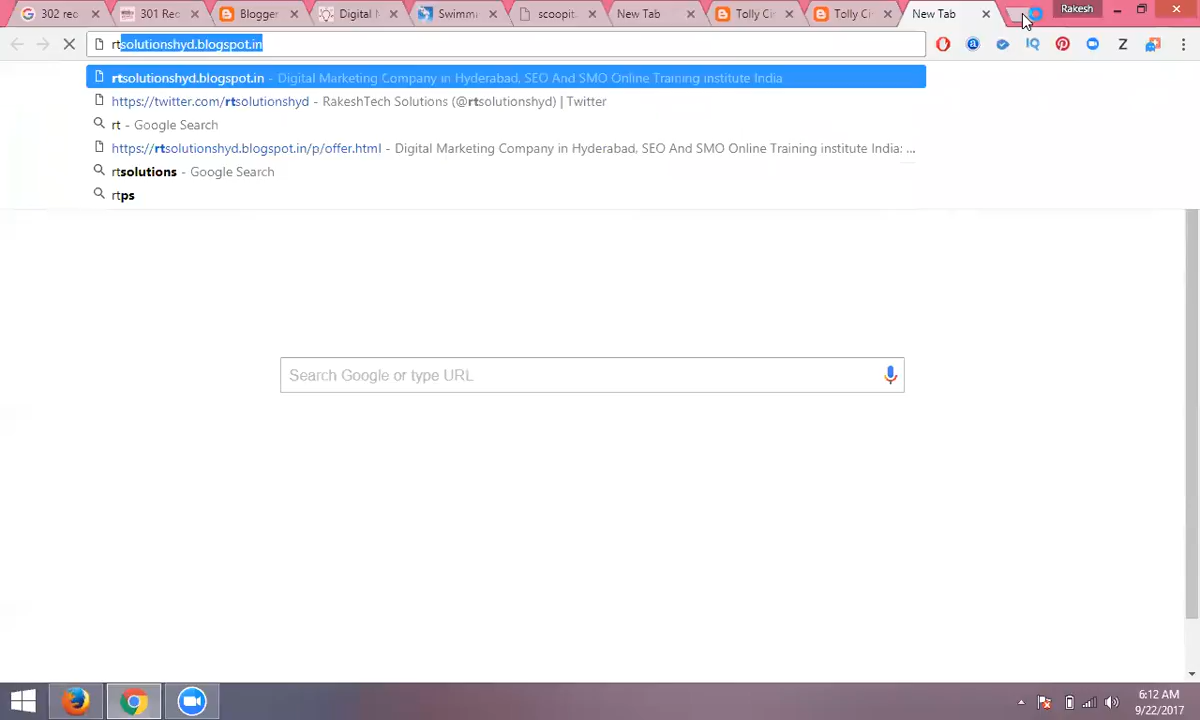 302 rec
301 Rec
Blogger
Digital M
Swimmi
scoopit.
New Tab
Tolly Ci
Tolly Ci
New Tab
Rakesh
rtsolutionshyd.blogspot.in
IQ
Z
rtsolutionshyd.blogspot.in - Digital Marketing Company in Hyderabad, SEO And SMO Online Training institute India
https://twitter.com/rtsolutionshyd - RakeshTech Solutions (@rtsolutionshyd) | Twitter
rt - Google Search
https://rtsolutionshyd.blogspot.in/p/offer.html - Digital Marketing Company in Hyderabad, SEO And SMO Online Training institute India: ...
rtsolutions - Google Search
rtps
Search Google or type URL
6:12 AM
9/22/2017